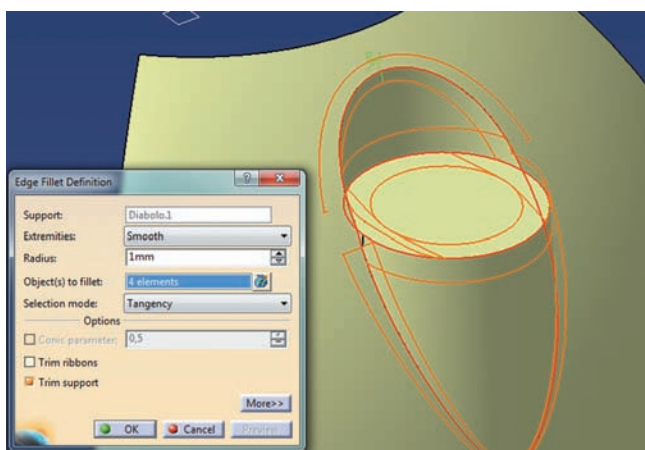 Edge Fillet Definition
Support: Diabolo.1
Extremities: Smooth
Radius: 1mm
Object(s) to fillet: 4 elements
Selection mode: Tangency
Options
Conic parameter: 0,5
Trim ribbons
Trim support
More>>
OK Cancel Preview